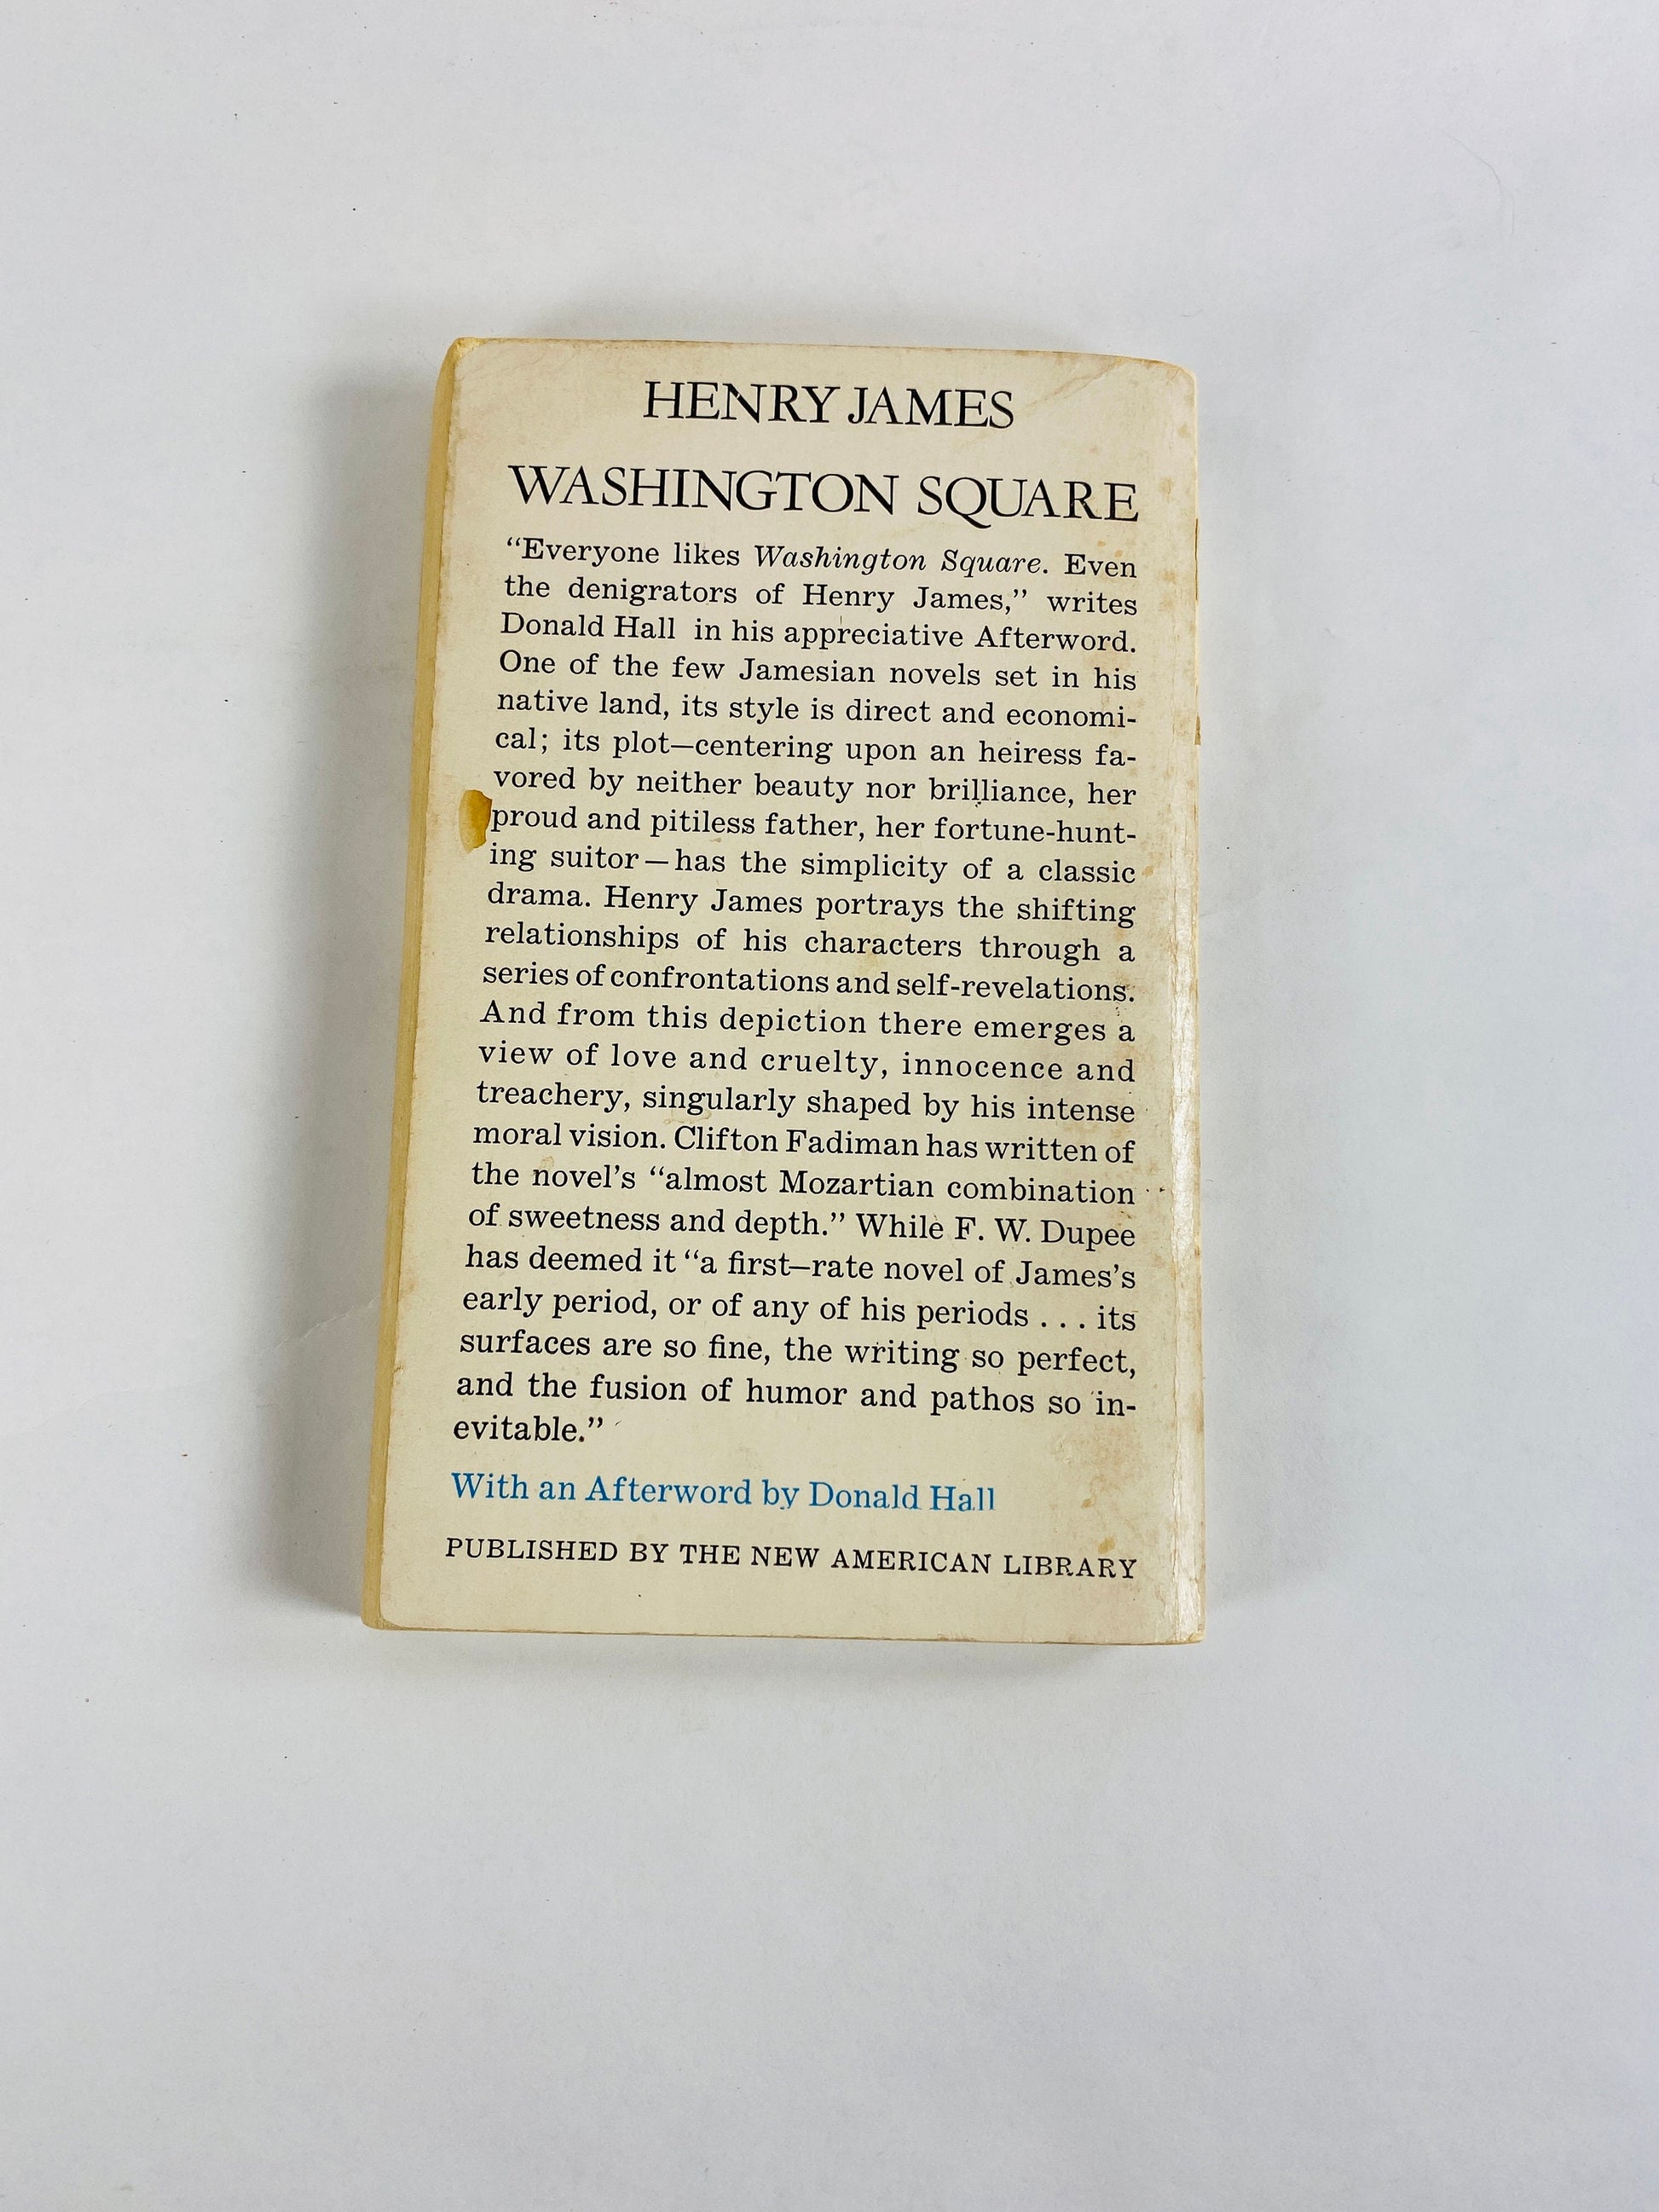 HENRY JAMES
WASHINGTON SQUARE
“Everyone likes Washington Square. Even
the denigrators of Henry James,” writes
Donald Hall in his appreciative Afterword.
One of the few Jamesian novels set in his
native land, its style is direct and economi-
cal; its plot—centering upon an heiress fa-
vored by neither beauty nor brilliance, her
proud and pitiless father, her fortune-hunt-
ing suitor—has the simplicity of a classic
drama. Henry James portrays the shifting
relationships of his characters through a
series of confrontations and self-revelations.
And from this depiction there emerges a
view of love and cruelty, innocence and
treachery, singularly shaped by his intense
moral vision. Clifton Fadiman has written of
the novel’s “almost Mozartian combination
of sweetness and depth.” While F. W. Dupee
has deemed it “a first—rate novel of James’s
early period, or of any of his periods . . . its
surfaces are so fine, the writing so perfect,
and the fusion of humor and pathos so in-
evitable.”
With an Afterword by Donald Hall
PUBLISHED BY THE NEW AMERICAN LIBRARY